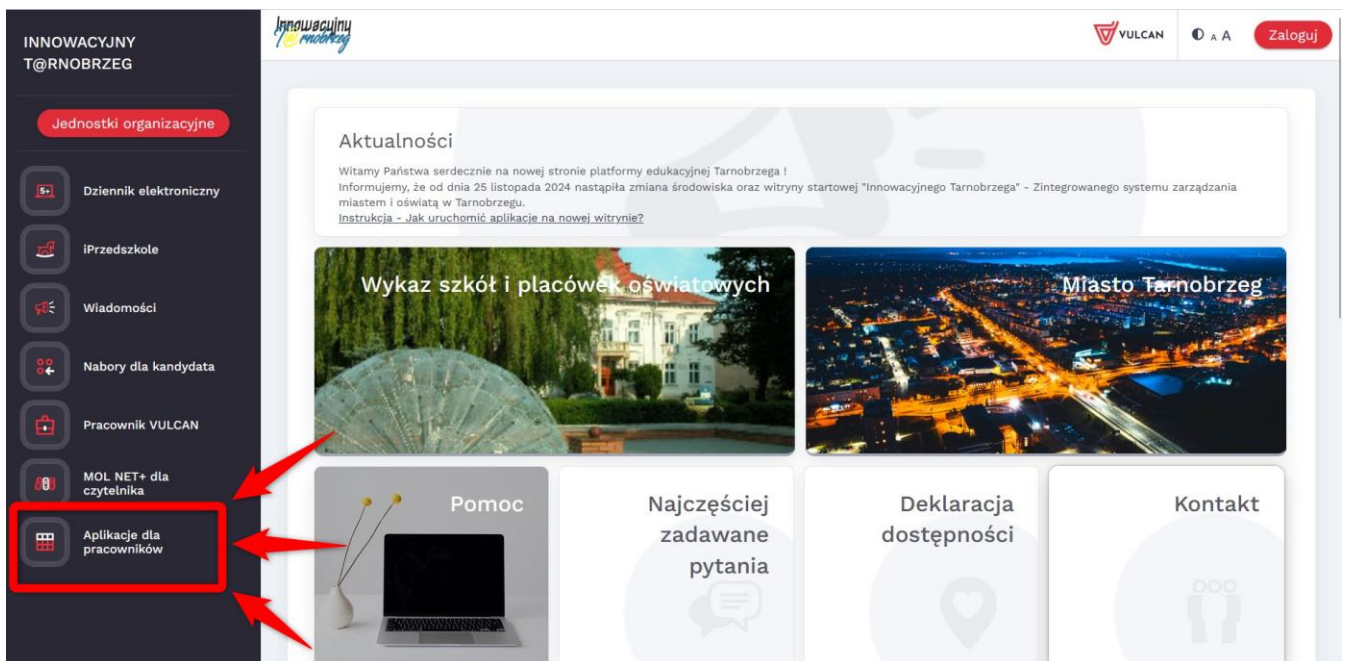 INNOWACYJNY
T@RNOBRZEG
Jednostki organizacyjne
5+
Dziennik elektroniczny
iPrzedszkole
Wiadomości
Nabory dla kandydata
Pracownik VULCAN
MOL NET+ dla
czytelnika
Aplikacje dla
pracowników
Innowacyjny
T@rnobrzeg
VULCAN
A A
Zaloguj
Aktualności
Witamy Państwa serdecznie na nowej stronie platformy edukacyjnej Tarnobrzega !
Informujemy, że od dnia 25 listopada 2024 nastąpiła zmiana środowiska oraz witryny startowej "Innowacyjnego Tarnobrzega" - Zintegrowanego systemu zarządzania
miastem i oświatą w Tarnobrzegu.
Instrukcja - Jak uruchomić aplikacje na nowej witrynie?
Wykaz szkół i placówek oświatowych
Miasto Tarnobrzeg
Pomoc
Najczęściej
zadawane
pytania
Deklaracja
dostępności
Kontakt